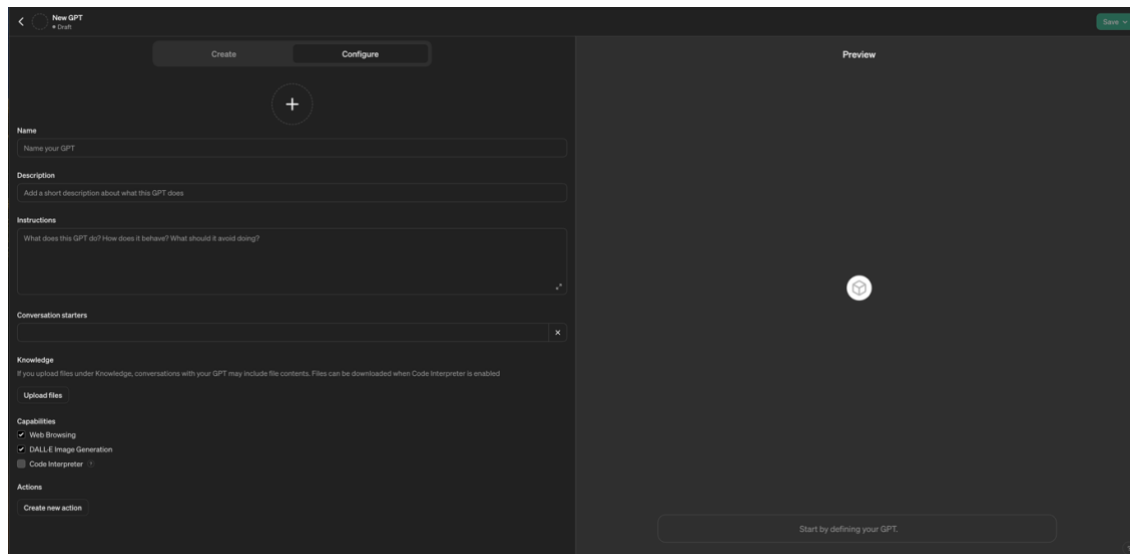 New GPT
Draft
Save
Create
Configure
Preview
Name
Name your GPT
Description
Add a short description about what this GPT does
Instructions
What does this GPT do? How does it behave? What should it avoid doing?
Conversation starters
Knowledge
If you upload files under Knowledge, conversations with your GPT may include file contents. Files can be downloaded when Code Interpreter is enabled
Upload files
Capabilities
Web Browsing
DALL·E Image Generation
Code Interpreter ?
Actions
Create new action
Start by defining your GPT.